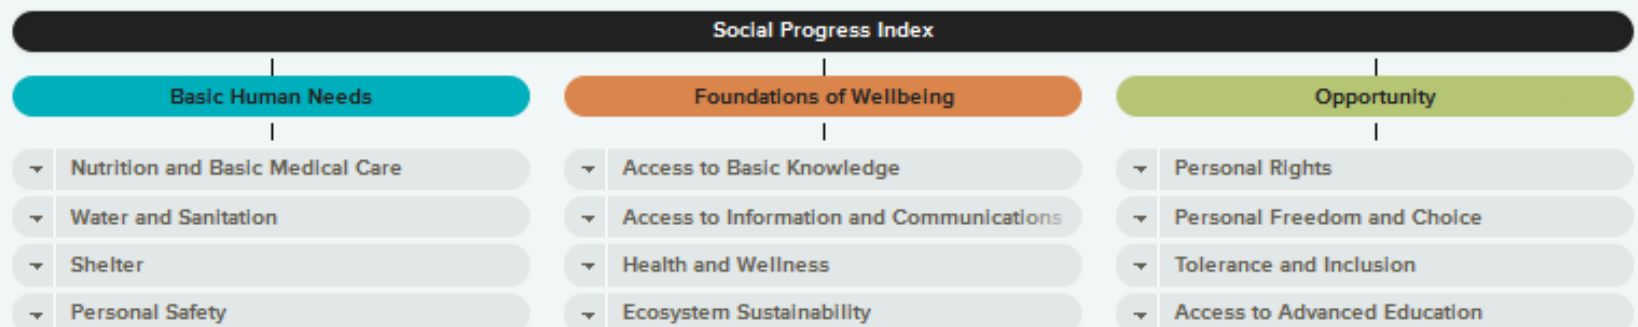 Social Progress Index
Basic Human Needs
Foundations of Wellbeing
Opportunity
Nutrition and Basic Medical Care
Access to Basic Knowledge
Personal Rights
Water and Sanitation
Access to Information and Communications
Personal Freedom and Choice
Shelter
Health and Wellness
Tolerance and Inclusion
Personal Safety
Ecosystem Sustainability
Access to Advanced Education